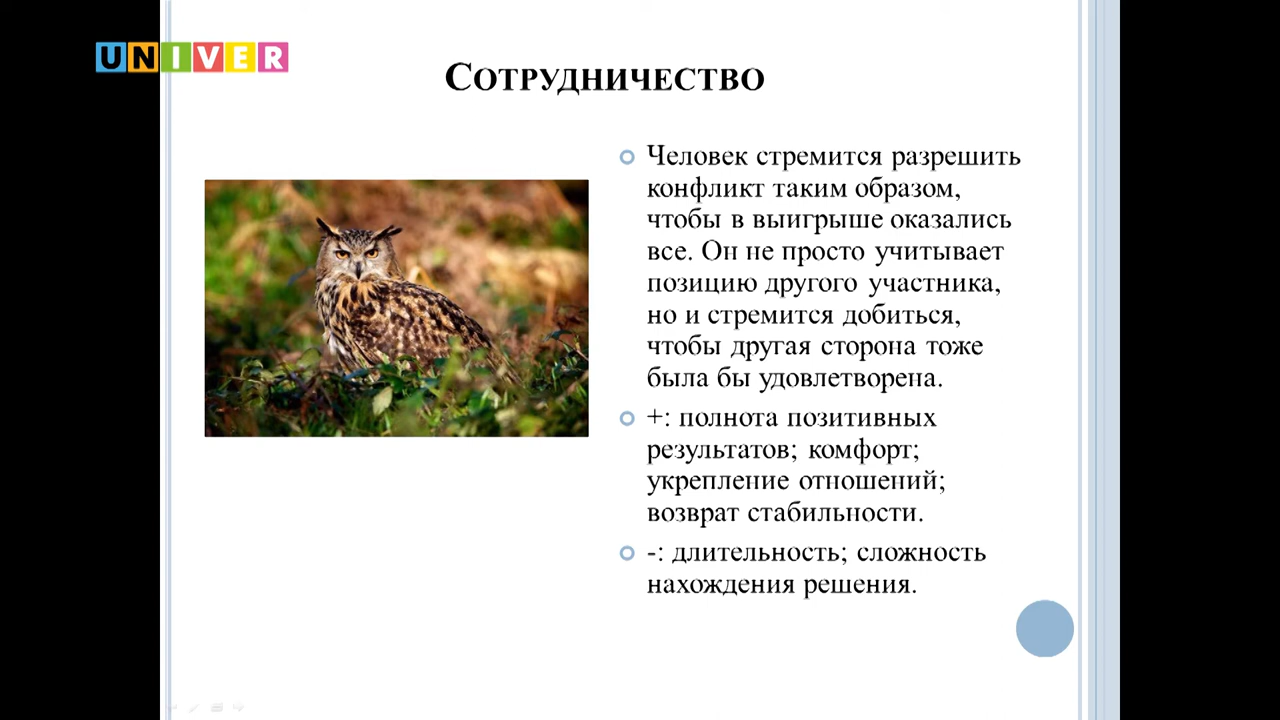 UNIVER
Сотрудничество
Человек стремится разрешить
конфликт таким образом,
чтобы в выигрыше оказались
все. Он не просто учитывает
позицию другого участника,
но и стремится добиться,
чтобы другая сторона тоже
была бы удовлетворена.
+: полнота позитивных
результатов; комфорт;
укрепление отношений;
возврат стабильности.
-: длительность; сложность
нахождения решения.